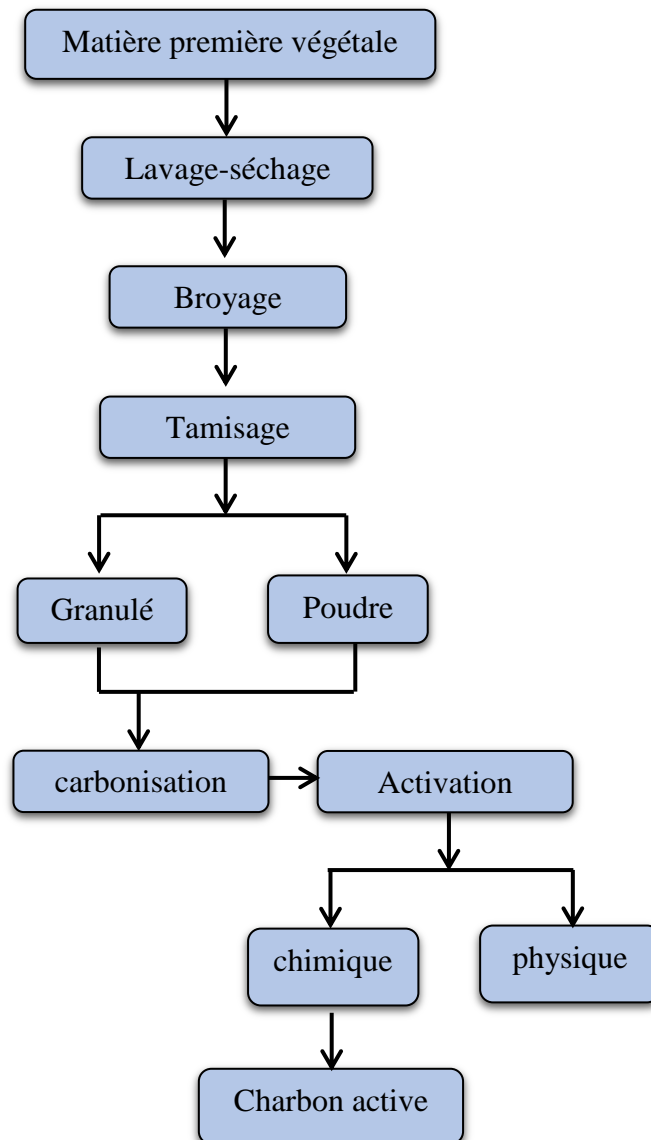 Matière première végétale
Lavage-séchage
Broyage
Tamisage
Granulé
Poudre
carbonisation
Activation
chimique
physique
Charbon active